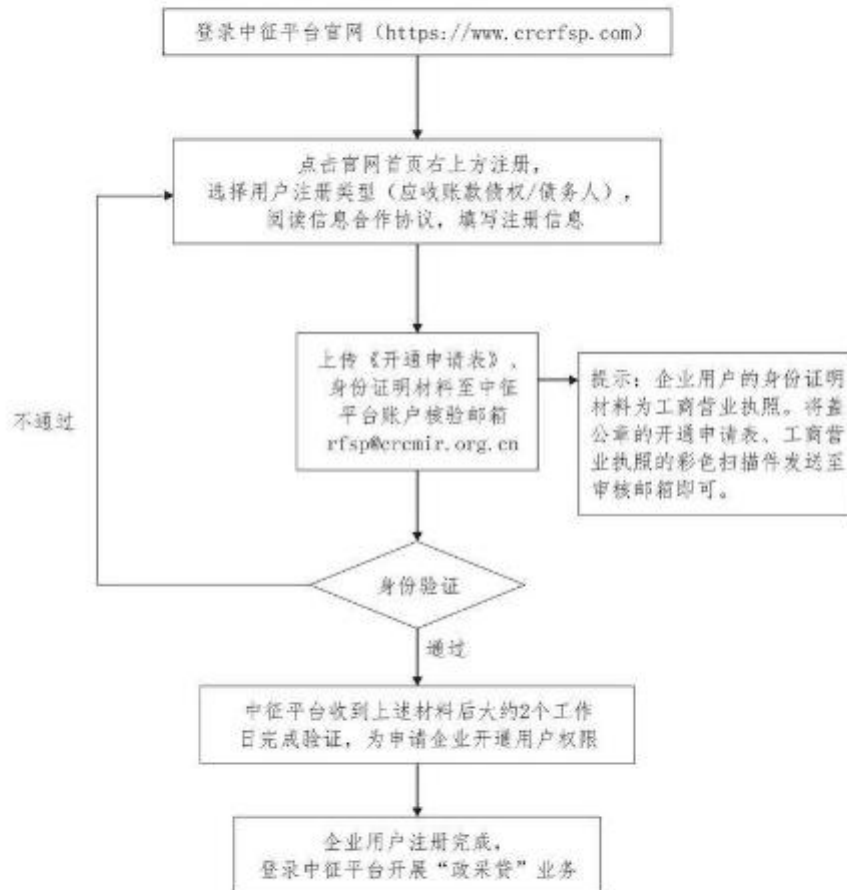 登录中征平台官网（https://www.crcrfsp.com）
点击官网首页右上方注册，
选择用户注册类型（应收账款债权/债务人），
阅读信息合作协议，填写注册信息
上传《开通申请表》、
身份证明材料至中征
平台账户核验邮箱
rfsp@crcmir.org.cn
提示：企业用户的身份证明
材料为工商营业执照。将盖
公章的开通申请表、工商营
业执照的彩色扫描件发送至
审核邮箱即可。
不通过
身份验证
通过
中征平台收到上述材料后大约2个工作
日完成验证，为申请企业开通用户权限
企业用户注册完成，
登录中征平台开展“政采贷”业务